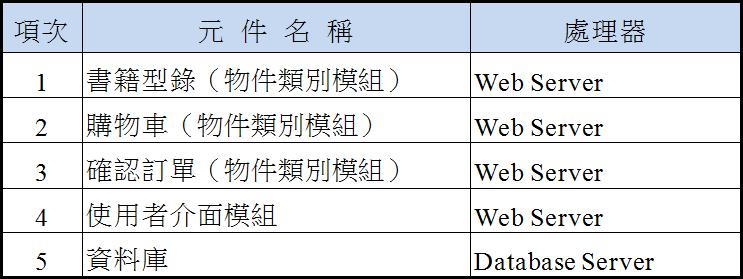 項次 元 件 名 稱 處理器
1 書籍型錄（物件類別模組） Web Server
2 購物車（物件類別模組） Web Server
3 確認訂單（物件類別模組） Web Server
4 使用者介面模組 Web Server
5 資料庫 Database Server